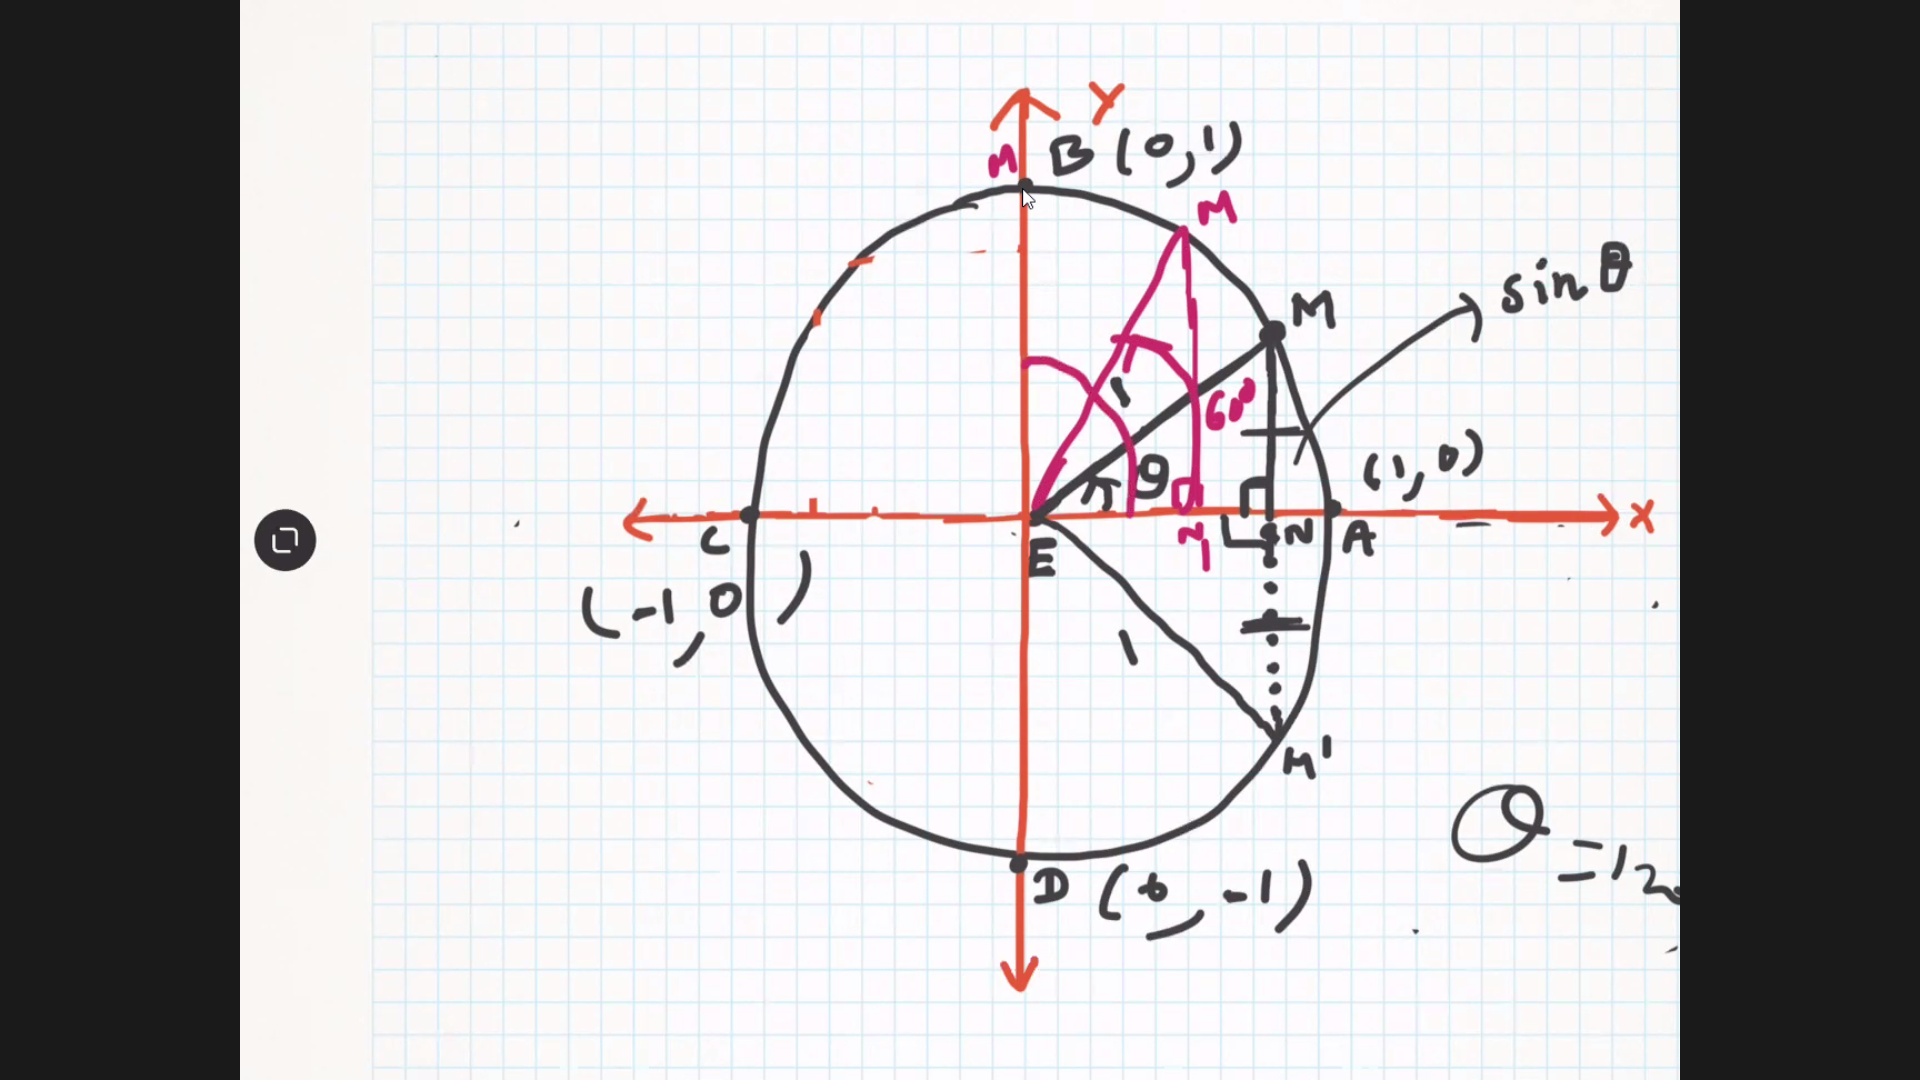 Y
M B (0,1)
M
M
sin θ
1
60°
θ
(1,0)
X
C
E
N
N
A
(-1,0)
1
M'
D (0,-1)
θ